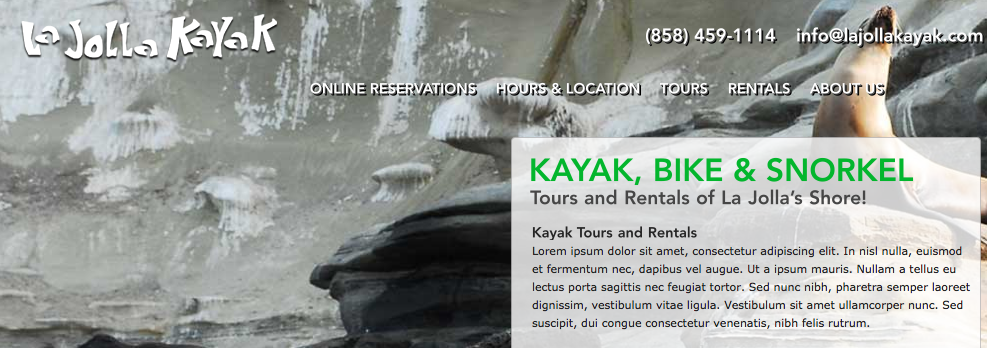 La Jolla Kayak
(858) 459-1114 info@lajollakayak.com
ONLINE RESERVATIONS HOURS & LOCATION TOURS RENTALS ABOUT US
KAYAK, BIKE & SNORKEL
Tours and Rentals of La Jolla's Shore!
Kayak Tours and Rentals
Lorem ipsum dolor sit amet, consectetur adipiscing elit. In nisl nulla, euismod
et fermentum nec, dapibus vel augue. Ut a ipsum mauris. Nullam a tellus eu
lectus porta sagittis nec feugiat tortor. Sed nunc nibh, pharetra semper laoreet
dignissim, vestibulum vitae ligula. Vestibulum sit amet ullamcorper nunc. Sed
suscipit, dui congue consectetur venenatis, nibh felis rutrum.